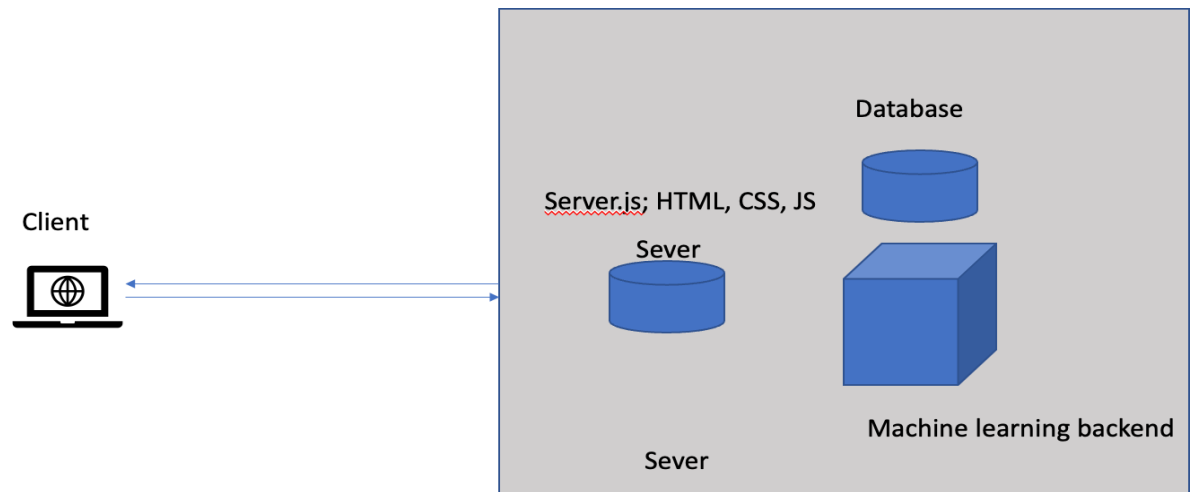 Client
Database
Server.js; HTML, CSS, JS
Sever
Machine learning backend
Sever